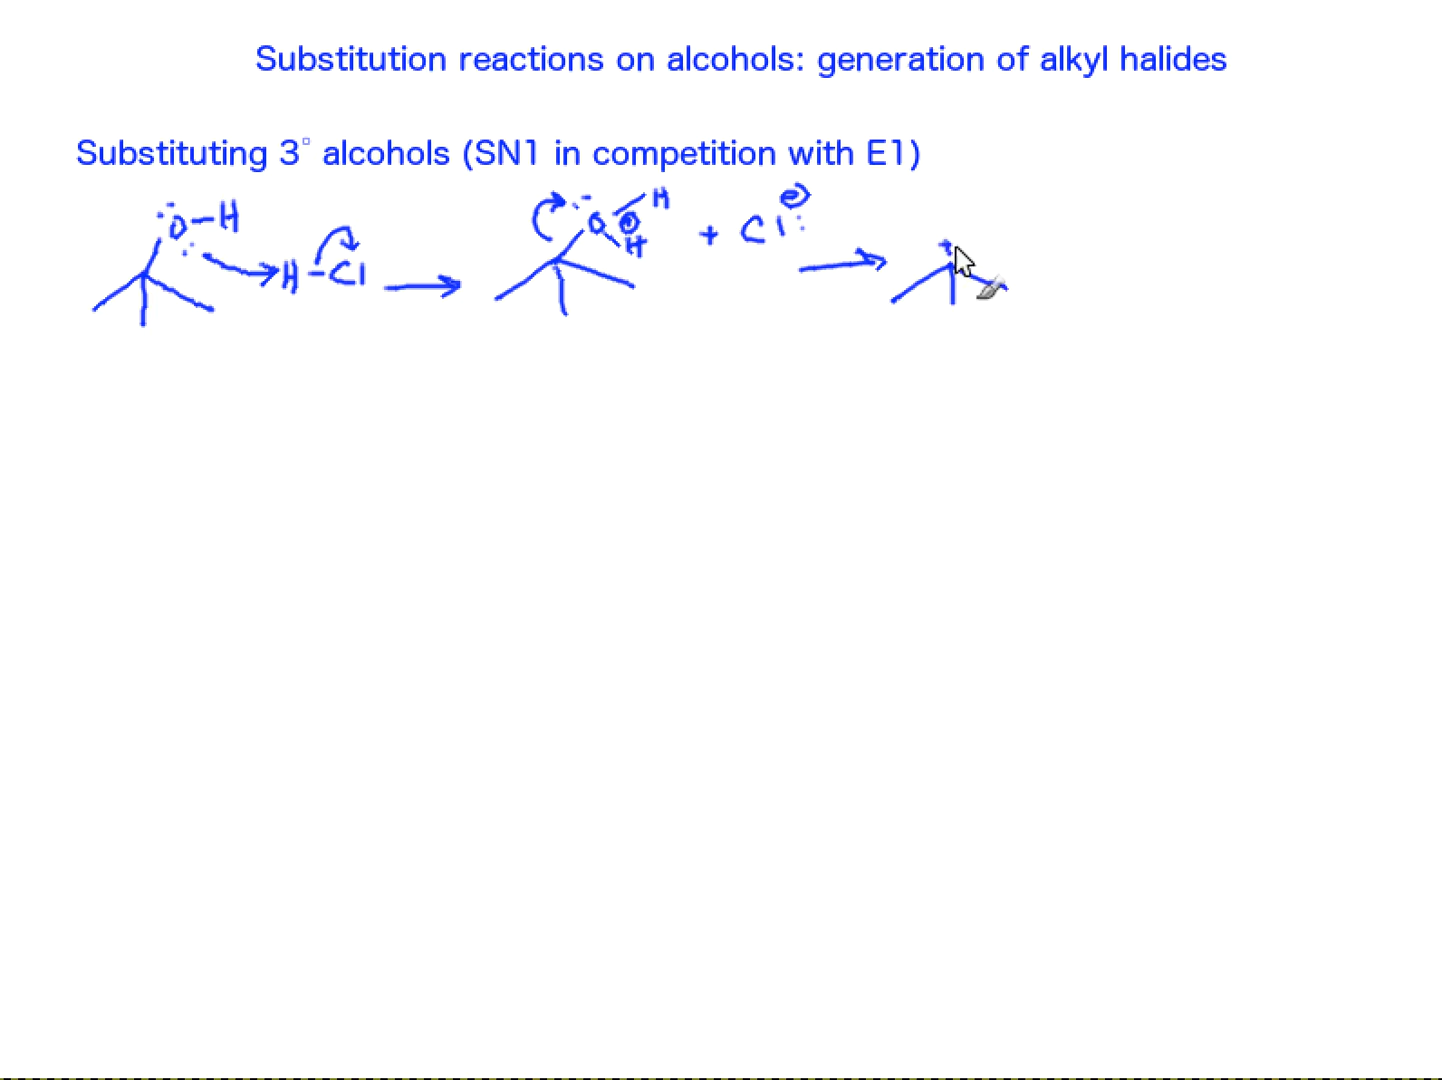 Substitution reactions on alcohols: generation of alkyl halides
Substituting 3° alcohols (SN1 in competition with E1)
O-H H-Cl O H H + Cl ⊖ +